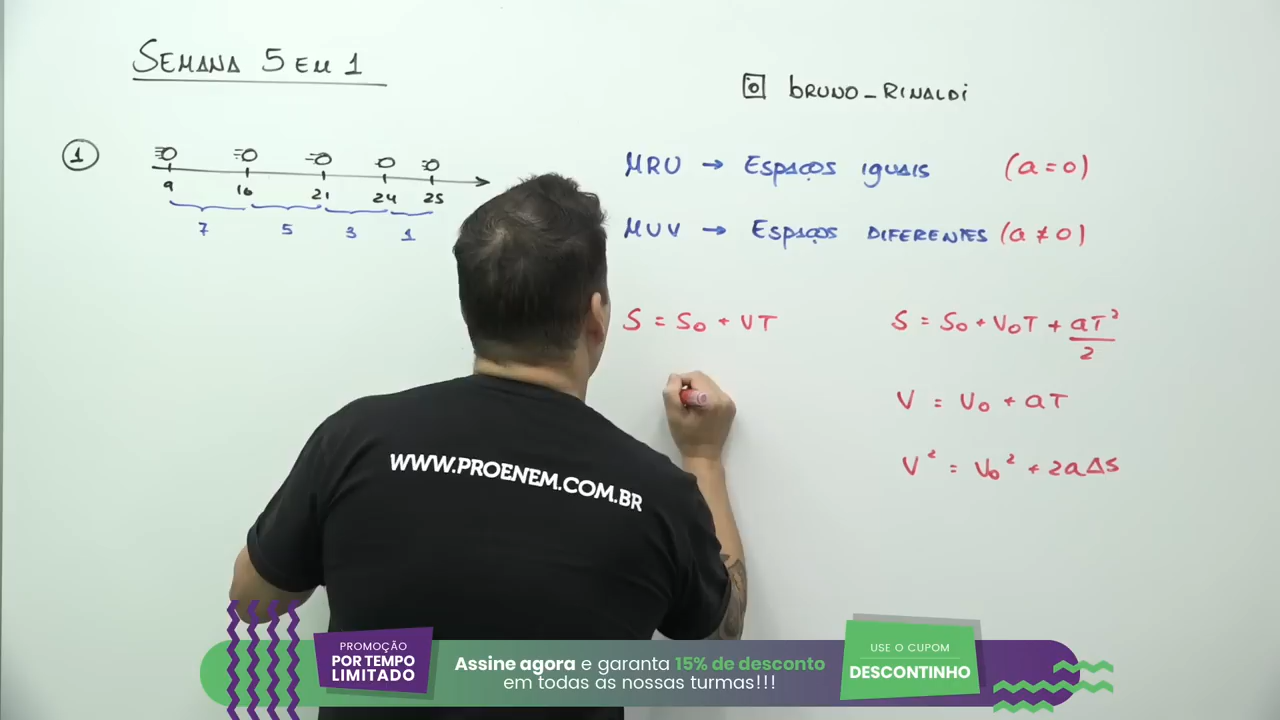 SEMANA 5 EM 1
bruno_rinaldi
1
9 16 21 24 25
7 5 3 1
MRU → ESPAÇOS IGUAIS (a = 0)
MUV → ESPAÇOS DIFERENTES (a ≠ 0)
S = S₀ + VT
S = S₀ + V₀T + aT²/2
V = V₀ + aT
V² = V₀² + 2aΔS
WWW.PROENEM.COM.BR
PROMOÇÃO
POR TEMPO
LIMITADO
Assine agora e garanta 15% de desconto
em todas as nossas turmas!!!
USE O CUPOM
DESCONTINHO